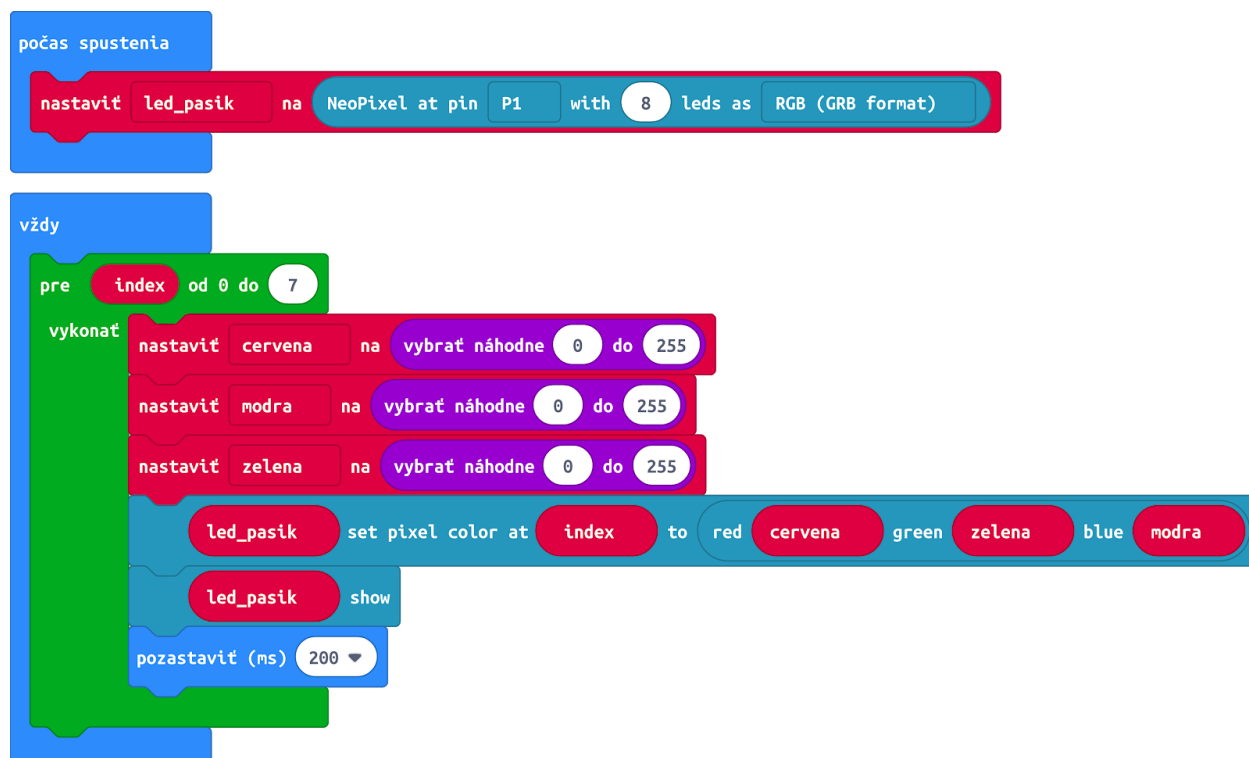 počas spustenia
nastaviť led_pasik na NeoPixel at pin P1 with 8 leds as RGB (GRB format)
vždy
pre index od 0 do 7
vykonať
nastaviť cervena na vybrať náhodne 0 do 255
nastaviť modra na vybrať náhodne 0 do 255
nastaviť zelena na vybrať náhodne 0 do 255
led_pasik set pixel color at index to red cervena green zelena blue modra
led_pasik show
pozastaviť (ms) 200